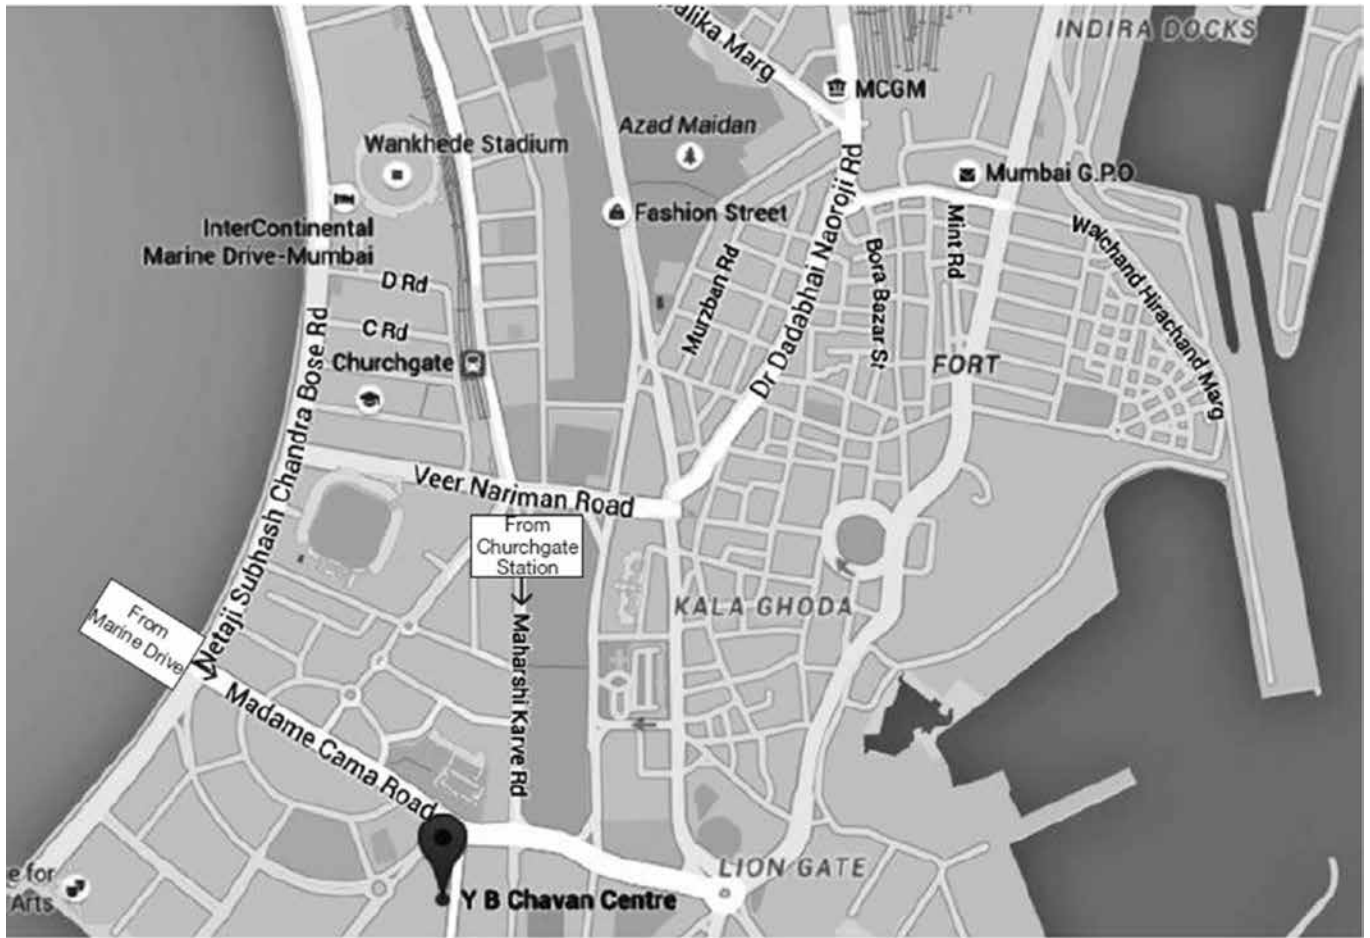 INDIRA DOCKS
alika Marg
MCGM
Azad Maidan
Wankhede Stadium
Mumbai G.P.O
InterContinental
Marine Drive-Mumbai
Fashion Street
D Rd
C Rd
Churchgate
Murzban Rd
Dr Dadabhai Naoroji Rd
Bora Bazar St
Mint Rd
Walchand Hirachand Marg
FORT
Netaji Subhash Chandra Bose Rd
Veer Nariman Road
From
Churchgate
Station
KALA GHODA
From
Marine Drive
Maharshi Karve Rd
Madame Cama Road
LION GATE
e for
Arts
Y B Chavan Centre